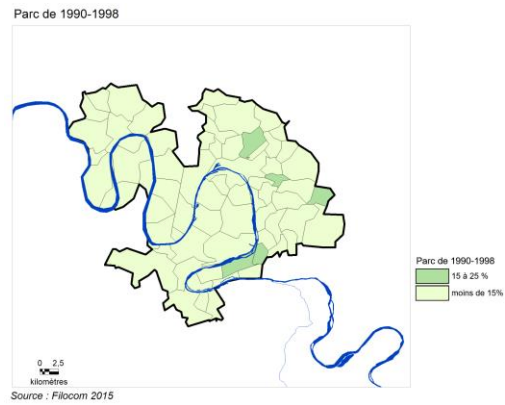 Parc de 1990-1998
Parc de 1990-1998
15 à 25 %
moins de 15%
0 2,5
kilomètres
Source : Filocom 2015